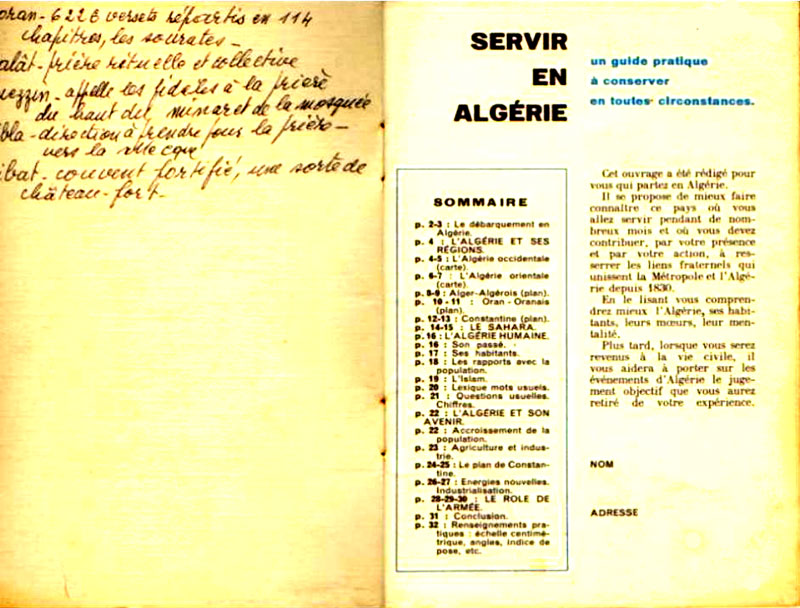 oran - 6226 versets répartis en 114
chapitres, les sourates -
alât - prière rituelle et collective
uezzin - appelle les fidèles à la prière
du haut du minaret de la mosquée
bla - direction à prendre pour la prière -
vers la
ibat - couvent fortifié, une sorte de
château-fort -
SERVIR
EN
ALGÉRIE
un guide pratique
à conserver
en toutes circonstances.
SOMMAIRE
p. 2-3 : Le débarquement en
Algérie.
p. 4 : L'ALGÉRIE ET SES
RÉGIONS.
p. 4-5 : L'Algérie occidentale
(carte).
p. 6-7 : L'Algérie orientale
(carte).
p. 8-9 : Alger-Algérois (plan).
p. 10-11 : Oran - Oranais
(plan).
p. 12-13 : Constantine (plan).
p. 14-15 : LE SAHARA.
p. 16 : L'ALGÉRIE HUMAINE.
p. 16 : Son passé.
p. 17 : Ses habitants.
p. 18 : Les rapports avec la
population.
p. 19 : L'Islam.
p. 20 : Lexique mots usuels.
p. 21 : Questions usuelles.
Chiffres.
p. 22 : L'ALGÉRIE ET SON
AVENIR.
p. 22 : Accroissement de la
population.
p. 23 : Agriculture et indus-
trie.
p. 24-25 : Le plan de Constan-
tine.
p. 26-27 : Energies nouvelles.
Industrialisation.
p. 28-29-30 : LE ROLE DE
L'ARMÉE.
p. 31 : Conclusion.
p. 32 : Renseignements pra-
tiques : échelle centimé-
trique, angles, indice de
pose, etc.
Cet ouvrage a été rédigé pour
vous qui partez en Algérie.
Il se propose de mieux faire
connaître ce pays où vous
allez servir pendant de nom-
breux mois et où vous devez
contribuer, par votre présence
et par votre action, à res-
serrer les liens fraternels qui
unissent la Métropole et l'Algé-
rie depuis 1830.
En le lisant vous compren-
drez mieux l'Algérie, ses habi-
tants, leurs mœurs, leur men-
talité.
Plus tard, lorsque vous serez
revenus à la vie civile, il
vous aidera à porter sur les
événements d'Algérie le juge-
ment objectif que vous aurez
retiré de votre expérience.
NOM
ADRESSE